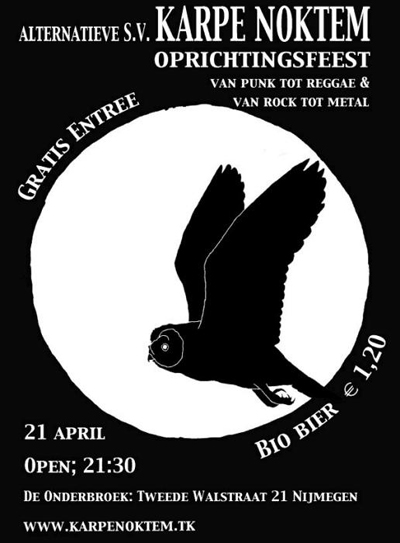 ALTERNATIEVE S.V. KARPE NOKTEM
OPRICHTINGSFEEST
VAN PUNK TOT REGGAE &
VAN ROCK TOT METAL
GRATIS ENTREE
BIO BIER € 1,20
21 APRIL
OPEN; 21:30
DE ONDERBROEK: TWEEDE WALSTRAAT 21 NIJMEGEN
WWW.KARPENOKTEM.TK